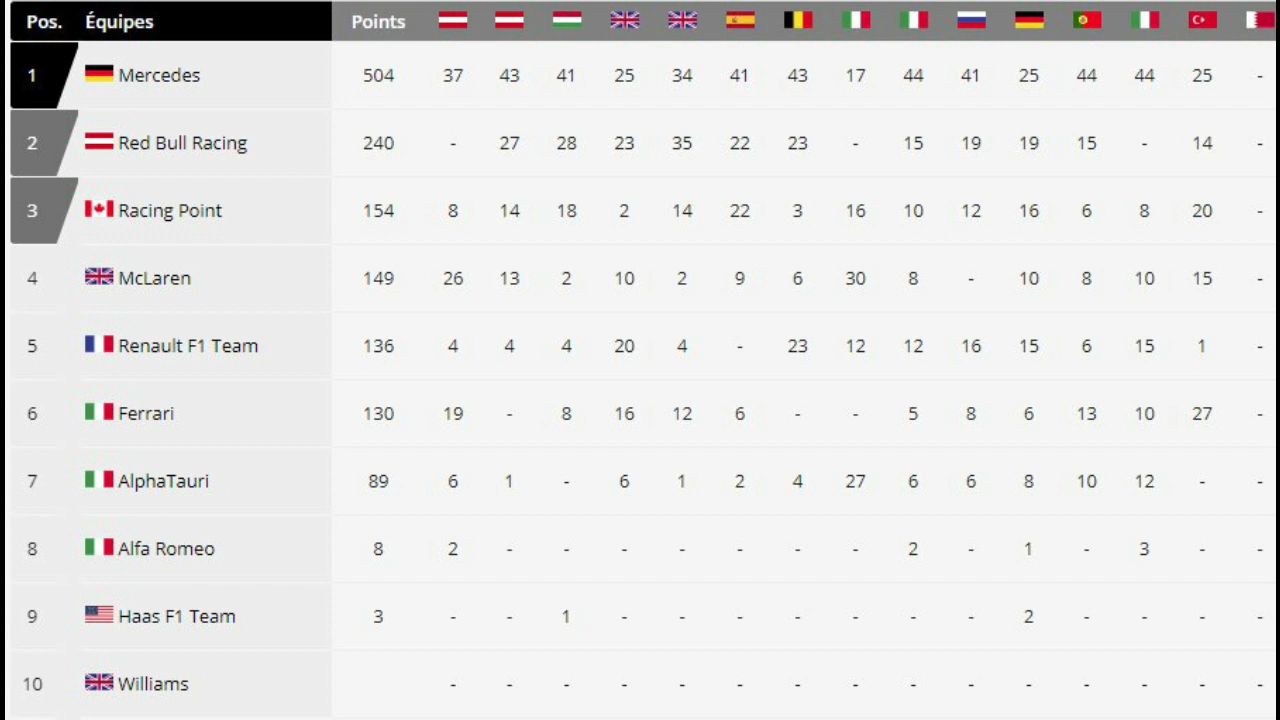 Pos. Équipes Points
1 Mercedes 504 37 43 41 25 34 41 43 17 44 41 25 44 44 25 -
2 Red Bull Racing 240 - 27 28 23 35 22 23 - 15 19 19 15 - 14 -
3 Racing Point 154 8 14 18 2 14 22 3 16 10 12 16 6 8 20 -
4 McLaren 149 26 13 2 10 2 9 6 30 8 - 10 8 10 15 -
5 Renault F1 Team 136 4 4 4 20 4 - 23 12 12 16 15 6 15 1 -
6 Ferrari 130 19 - 8 16 12 6 - - 5 8 6 13 10 27 -
7 AlphaTauri 89 6 1 - 6 1 2 4 27 6 6 8 10 12 - -
8 Alfa Romeo 8 2 - - - - - - - 2 - 1 - 3 - -
9 Haas F1 Team 3 - - 1 - - - - - - - 2 - - - -
10 Williams - - - - - - - - - - - - - - -